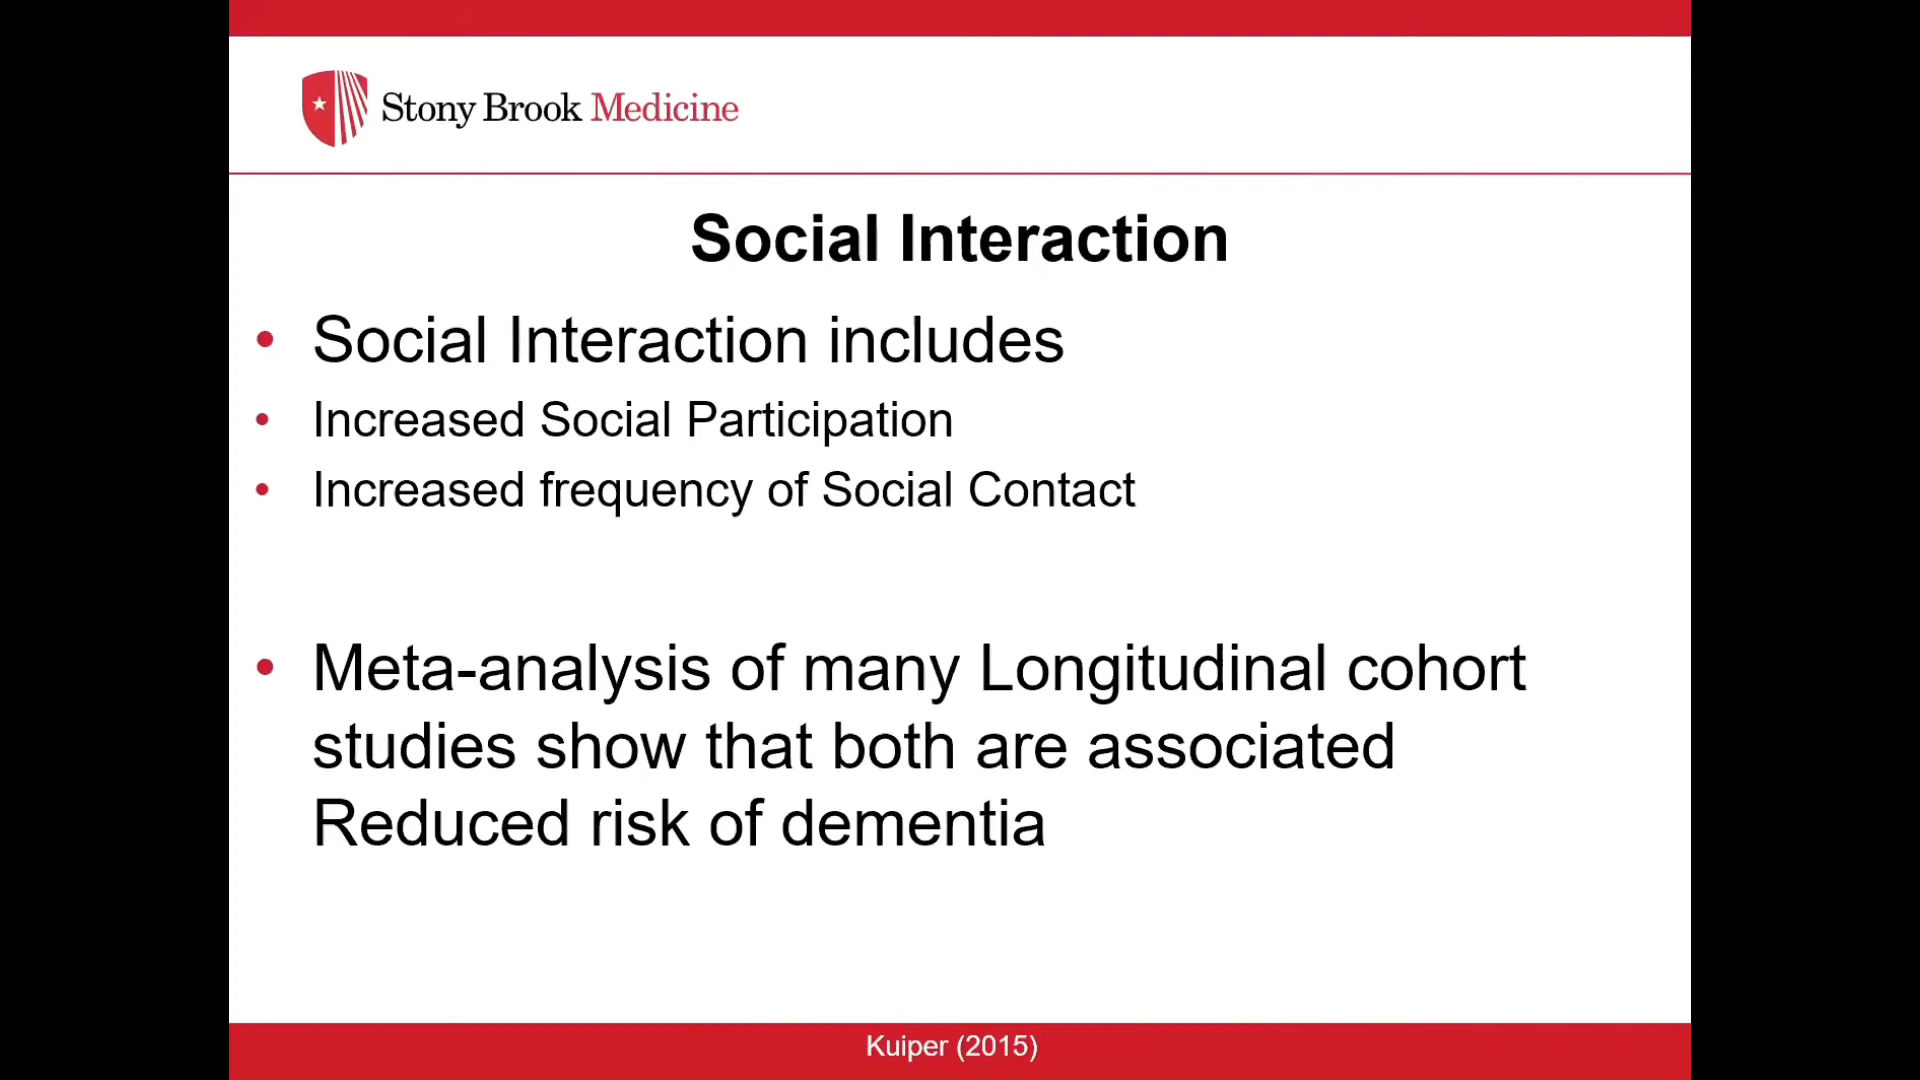 Stony Brook Medicine
Social Interaction
• Social Interaction includes
• Increased Social Participation
• Increased frequency of Social Contact
• Meta-analysis of many Longitudinal cohort
studies show that both are associated
Reduced risk of dementia
Kuiper (2015)